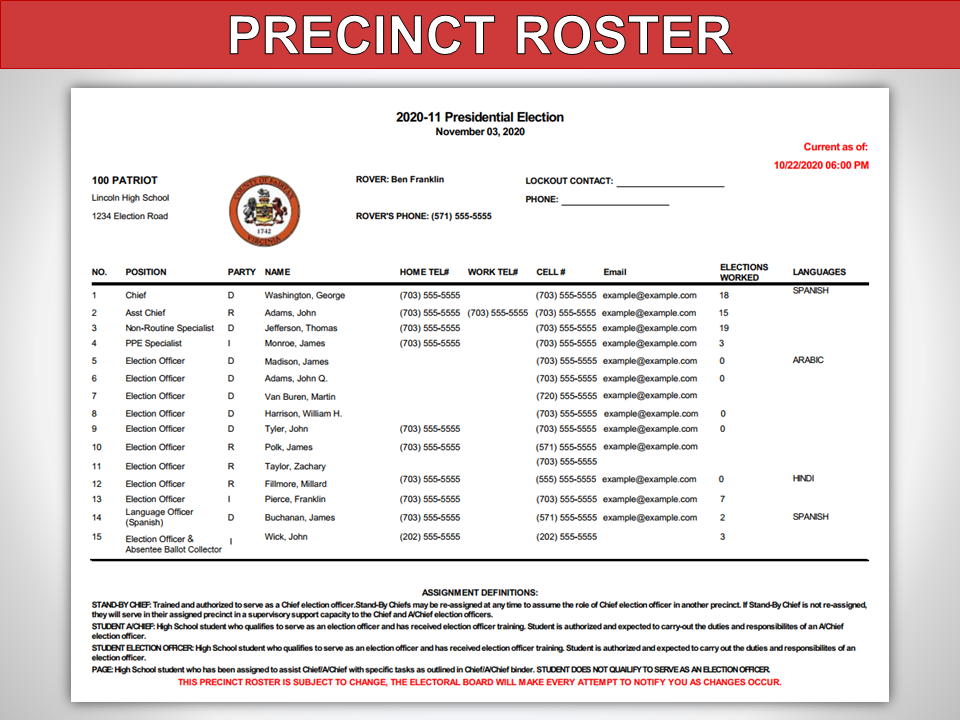 PRECINCT ROSTER
2020-11 Presidential Election
November 03, 2020
Current as of:
10/22/2020 06:00 PM
100 PATRIOT
Lincoln High School
1234 Election Road
COUNTY OF FAIRFAX
1742
VIRGINIA
ROVER: Ben Franklin
ROVER'S PHONE: (571) 555-5555
LOCKOUT CONTACT: ____________________
PHONE: ____________________
NO. POSITION PARTY NAME HOME TEL# WORK TEL# CELL # Email ELECTIONS WORKED LANGUAGES
1 Chief D Washington, George (703) 555-5555 (703) 555-5555 example@example.com 18 SPANISH
2 Asst Chief R Adams, John (703) 555-5555 (703) 555-5555 (703) 555-5555 example@example.com 15
3 Non-Routine Specialist D Jefferson, Thomas (703) 555-5555 (703) 555-5555 example@example.com 19
4 PPE Specialist I Monroe, James (703) 555-5555 (703) 555-5555 example@example.com 3
5 Election Officer D Madison, James (703) 555-5555 example@example.com 0 ARABIC
6 Election Officer D Adams, John Q. (703) 555-5555 example@example.com 0
7 Election Officer D Van Buren, Martin (720) 555-5555 example@example.com
8 Election Officer D Harrison, William H. (703) 555-5555 example@example.com 0
9 Election Officer D Tyler, John (703) 555-5555 (703) 555-5555 example@example.com 0
10 Election Officer R Polk, James (571) 555-5555 example@example.com
11 Election Officer R Taylor, Zachary (703) 555-5555
12 Election Officer R Fillmore, Millard (703) 555-5555 (555) 555-5555 example@example.com 0 HINDI
13 Election Officer I Pierce, Franklin (703) 555-5555 (703) 555-5555 example@example.com 7
14 Language Officer (Spanish) D Buchanan, James (703) 555-5555 (571) 555-5555 example@example.com 2 SPANISH
15 Election Officer & Absentee Ballot Collector I Wick, John (202) 555-5555 (202) 555-5555 3
ASSIGNMENT DEFINITIONS:
STAND-BY CHIEF: Trained and authorized to serve as a Chief election officer.Stand-By Chiefs may be re-assigned at any time to assume the role of Chief election officer in another precinct. If Stand-By Chief is not re-assigned,
they will serve in their assigned precinct in a supervisory support capacity to the Chief and A/Chief election officers.
STUDENT A/CHIEF: High School student who qualifies to serve as an election officer and has received election officer training. Student is authorized and expected to carry-out the duties and responsibilites of an A/Chief
election officer.
STUDENT ELECTION OFFICER: High School student who qualifies to serve as an election officer and has received election officer training. Student is authorized and expected to carry out the duties and responsibilites of an
election officer.
PAGE: High School student who has been assigned to assist Chief/A/Chief with specific tasks as outlined in Chief/A/Chief binder. STUDENT DOES NOT QUALIFY TO SERVE AS AN ELECTION OFFICER.
THIS PRECINCT ROSTER IS SUBJECT TO CHANGE, THE ELECTORAL BOARD WILL MAKE EVERY ATTEMPT TO NOTIFY YOU AS CHANGES OCCUR.